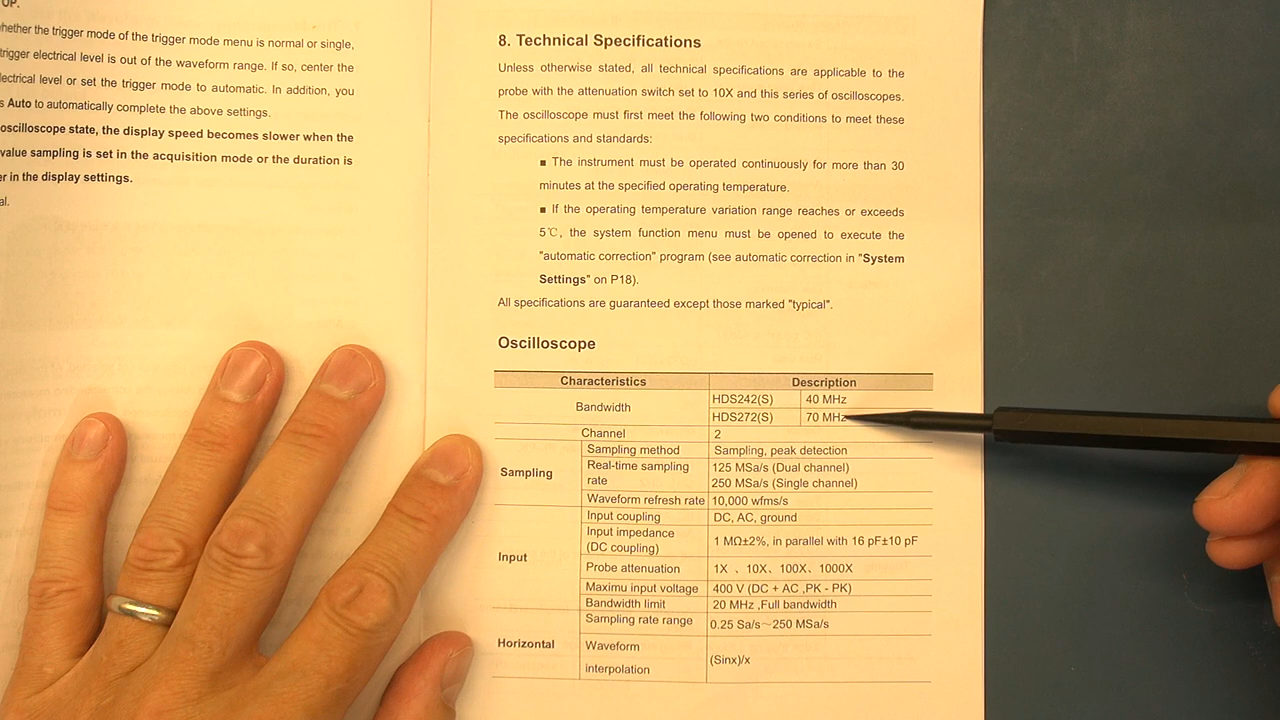 UP.
whether the trigger mode of the trigger mode menu is normal or single,
trigger electrical level is out of the waveform range. If so, center the
electrical level or set the trigger mode to automatic. In addition, you
s Auto to automatically complete the above settings.
oscilloscope state, the display speed becomes slower when the
value sampling is set in the acquisition mode or the duration is
er in the display settings.
al.
8. Technical Specifications
Unless otherwise stated, all technical specifications are applicable to the
probe with the attenuation switch set to 10X and this series of oscilloscopes.
The oscilloscope must first meet the following two conditions to meet these
specifications and standards:
■ The instrument must be operated continuously for more than 30
minutes at the specified operating temperature.
■ If the operating temperature variation range reaches or exceeds
5℃, the system function menu must be opened to execute the
"automatic correction" program (see automatic correction in "System
Settings" on P18).
All specifications are guaranteed except those marked "typical".
Oscilloscope
Characteristics Description
Bandwidth HDS242(S) 40 MHz
HDS272(S) 70 MHz
Channel 2
Sampling Sampling method Sampling, peak detection
Real-time sampling rate 125 MSa/s (Dual channel)
250 MSa/s (Single channel)
Waveform refresh rate 10,000 wfms/s
Input Input coupling DC, AC, ground
Input impedance (DC coupling) 1 MΩ±2%, in parallel with 16 pF±10 pF
Probe attenuation 1X 、10X、100X、1000X
Maximu input voltage 400 V (DC + AC ,PK - PK)
Bandwidth limit 20 MHz ,Full bandwidth
Horizontal Sampling rate range 0.25 Sa/s～250 MSa/s
Waveform interpolation (Sinx)/x